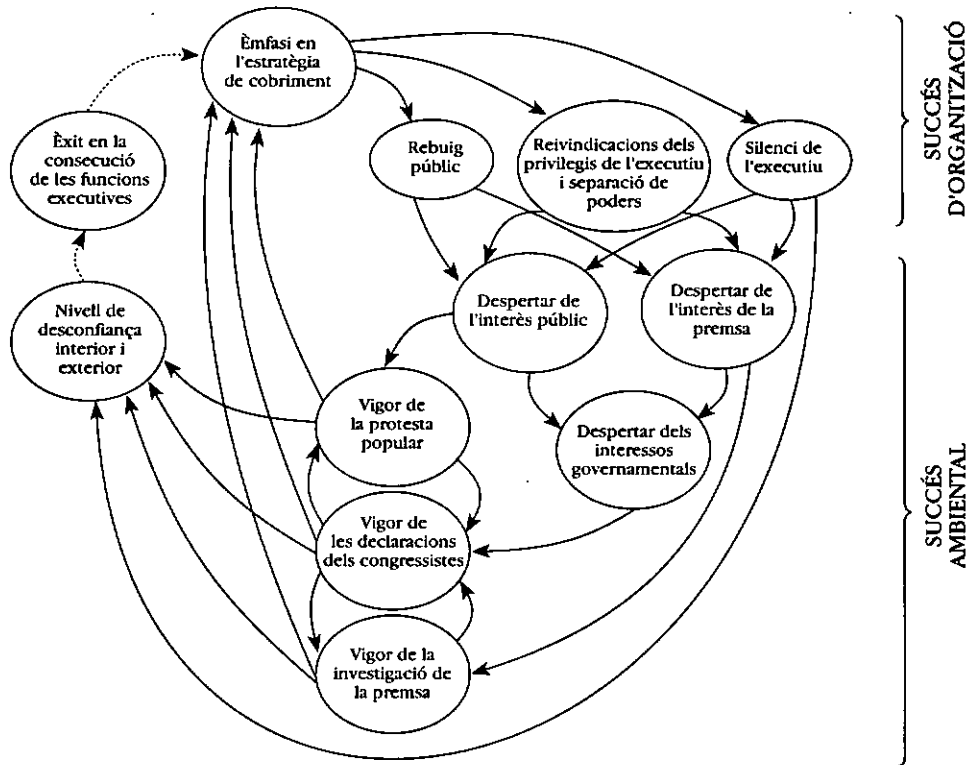 Èmfasi en
l'estratègia
de cobriment
Èxit en la
consecució
de les funcions
executives
Rebuig
públic
Reivindicacions dels
privilegis de l'executiu
i separació de
poders
Silenci de
l'executiu
SUCCÉS
D'ORGANITZACIÓ
Nivell de
desconfiança
interior i
exterior
Despertar de
l'interès públic
Despertar de
l'interès de la
premsa
Vigor de
la protesta
popular
Despertar dels
interessos
governamentals
Vigor de
les declaracions
dels congressistes
Vigor de la
investigació de
la premsa
SUCCÉS
AMBIENTAL